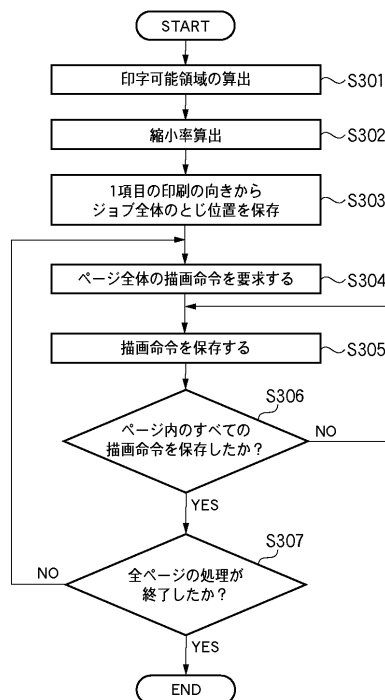 START
印字可能領域の算出
S301
縮小率算出
S302
1項目の印刷の向きから
ジョブ全体のとじ位置を保存
S303
ページ全体の描画命令を要求する
S304
描画命令を保存する
S305
S306
ページ内のすべての
描画命令を保存したか？
NO
YES
S307
全ページの処理が
終了したか？
NO
YES
END